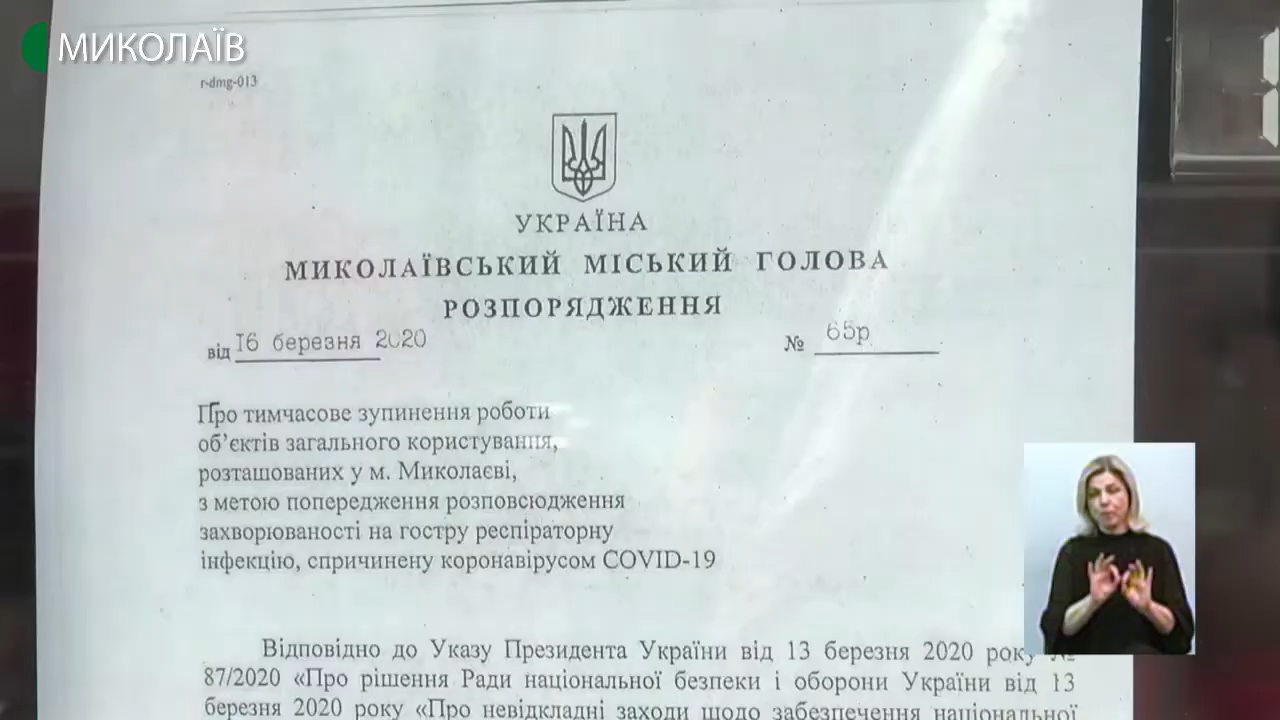 МИКОЛАЇВ
r-dmg-013
УКРАЇНА
МИКОЛАЇВСЬКИЙ МІСЬКИЙ ГОЛОВА
РОЗПОРЯДЖЕННЯ
від 16 березня 2020 № 65р
Про тимчасове зупинення роботи
об'єктів загального користування,
розташованих у м. Миколаєві,
з метою попередження розповсюдження
захворюваності на гостру респіраторну
інфекцію, спричинену коронавірусом COVID-19
Відповідно до Указу Президента України від 13 березня 2020 року №
87/2020 «Про рішення Ради національної безпеки і оборони України від 13
березня 2020 року «Про невідкладні заходи щодо забезпечення національної